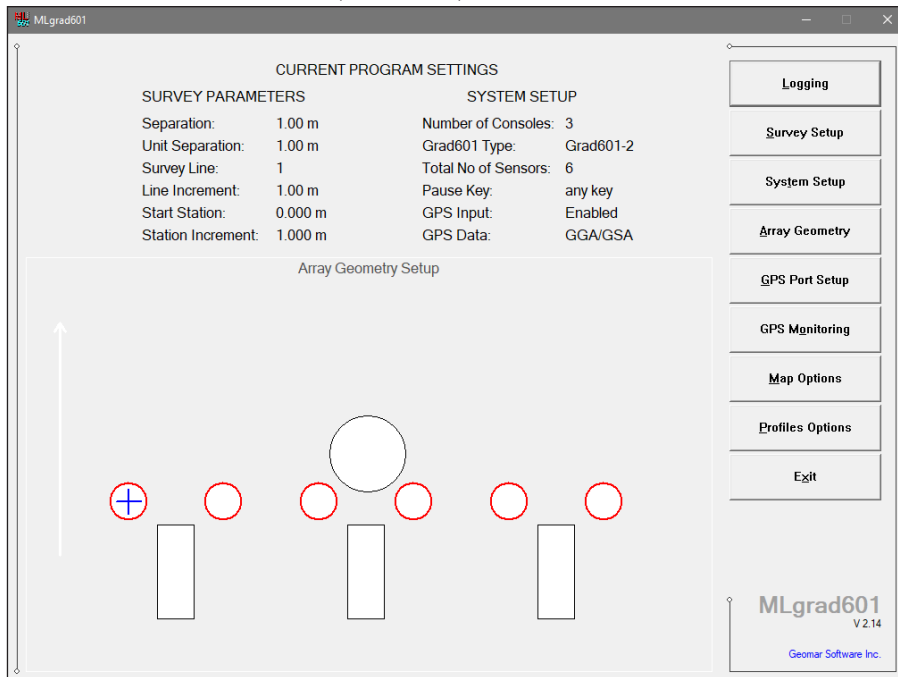 MLgrad601
CURRENT PROGRAM SETTINGS
SURVEY PARAMETERS
Separation: 1.00 m
Unit Separation: 1.00 m
Survey Line: 1
Line Increment: 1.00 m
Start Station: 0.000 m
Station Increment: 1.000 m
SYSTEM SETUP
Number of Consoles: 3
Grad601 Type: Grad601-2
Total No of Sensors: 6
Pause Key: any key
GPS Input: Enabled
GPS Data: GGA/GSA
Array Geometry Setup
Logging
Survey Setup
System Setup
Array Geometry
GPS Port Setup
GPS Monitoring
Map Options
Profiles Options
Exit
MLgrad601
V 2.14
Geomar Software Inc.